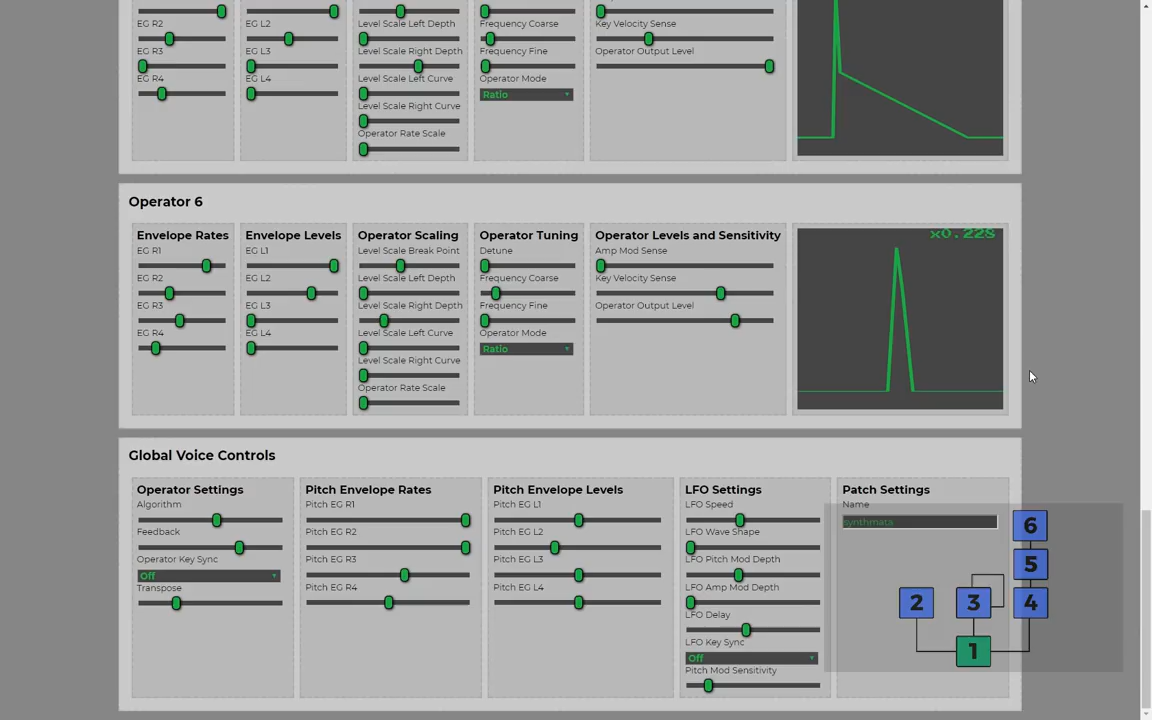 EG R2
EG L2
Level Scale Left Depth
Frequency Coarse
Key Velocity Sense
EG R3
EG L3
Level Scale Right Depth
Frequency Fine
Operator Output Level
EG R4
EG L4
Level Scale Left Curve
Operator Mode
Ratio
Level Scale Right Curve
Operator Rate Scale
Operator 6
Envelope Rates
EG R1
EG R2
EG R3
EG R4
Envelope Levels
EG L1
EG L2
EG L3
EG L4
Operator Scaling
Level Scale Break Point
Level Scale Left Depth
Level Scale Right Depth
Level Scale Left Curve
Level Scale Right Curve
Operator Rate Scale
Operator Tuning
Detune
Frequency Coarse
Frequency Fine
Operator Mode
Ratio
Operator Levels and Sensitivity
Amp Mod Sense
Key Velocity Sense
Operator Output Level
x0.228
Global Voice Controls
Operator Settings
Algorithm
Feedback
Operator Key Sync
Off
Transpose
Pitch Envelope Rates
Pitch EG R1
Pitch EG R2
Pitch EG R3
Pitch EG R4
Pitch Envelope Levels
Pitch EG L1
Pitch EG L2
Pitch EG L3
Pitch EG L4
LFO Settings
LFO Speed
LFO Wave Shape
LFO Pitch Mod Depth
LFO Amp Mod Depth
LFO Delay
LFO Key Sync
Off
Pitch Mod Sensitivity
Patch Settings
Name
synthmata
6
5
2 3 4
1